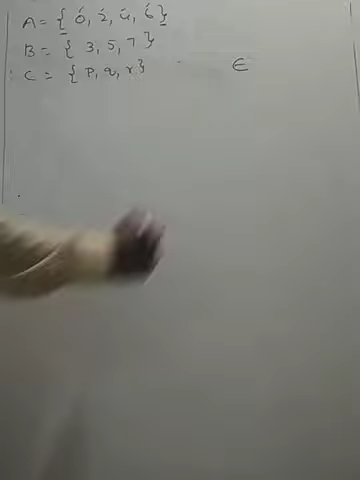 A = { 0, 2, 4, 6 }
B = { 3, 5, 7 }
C = { p, q, r } ∈